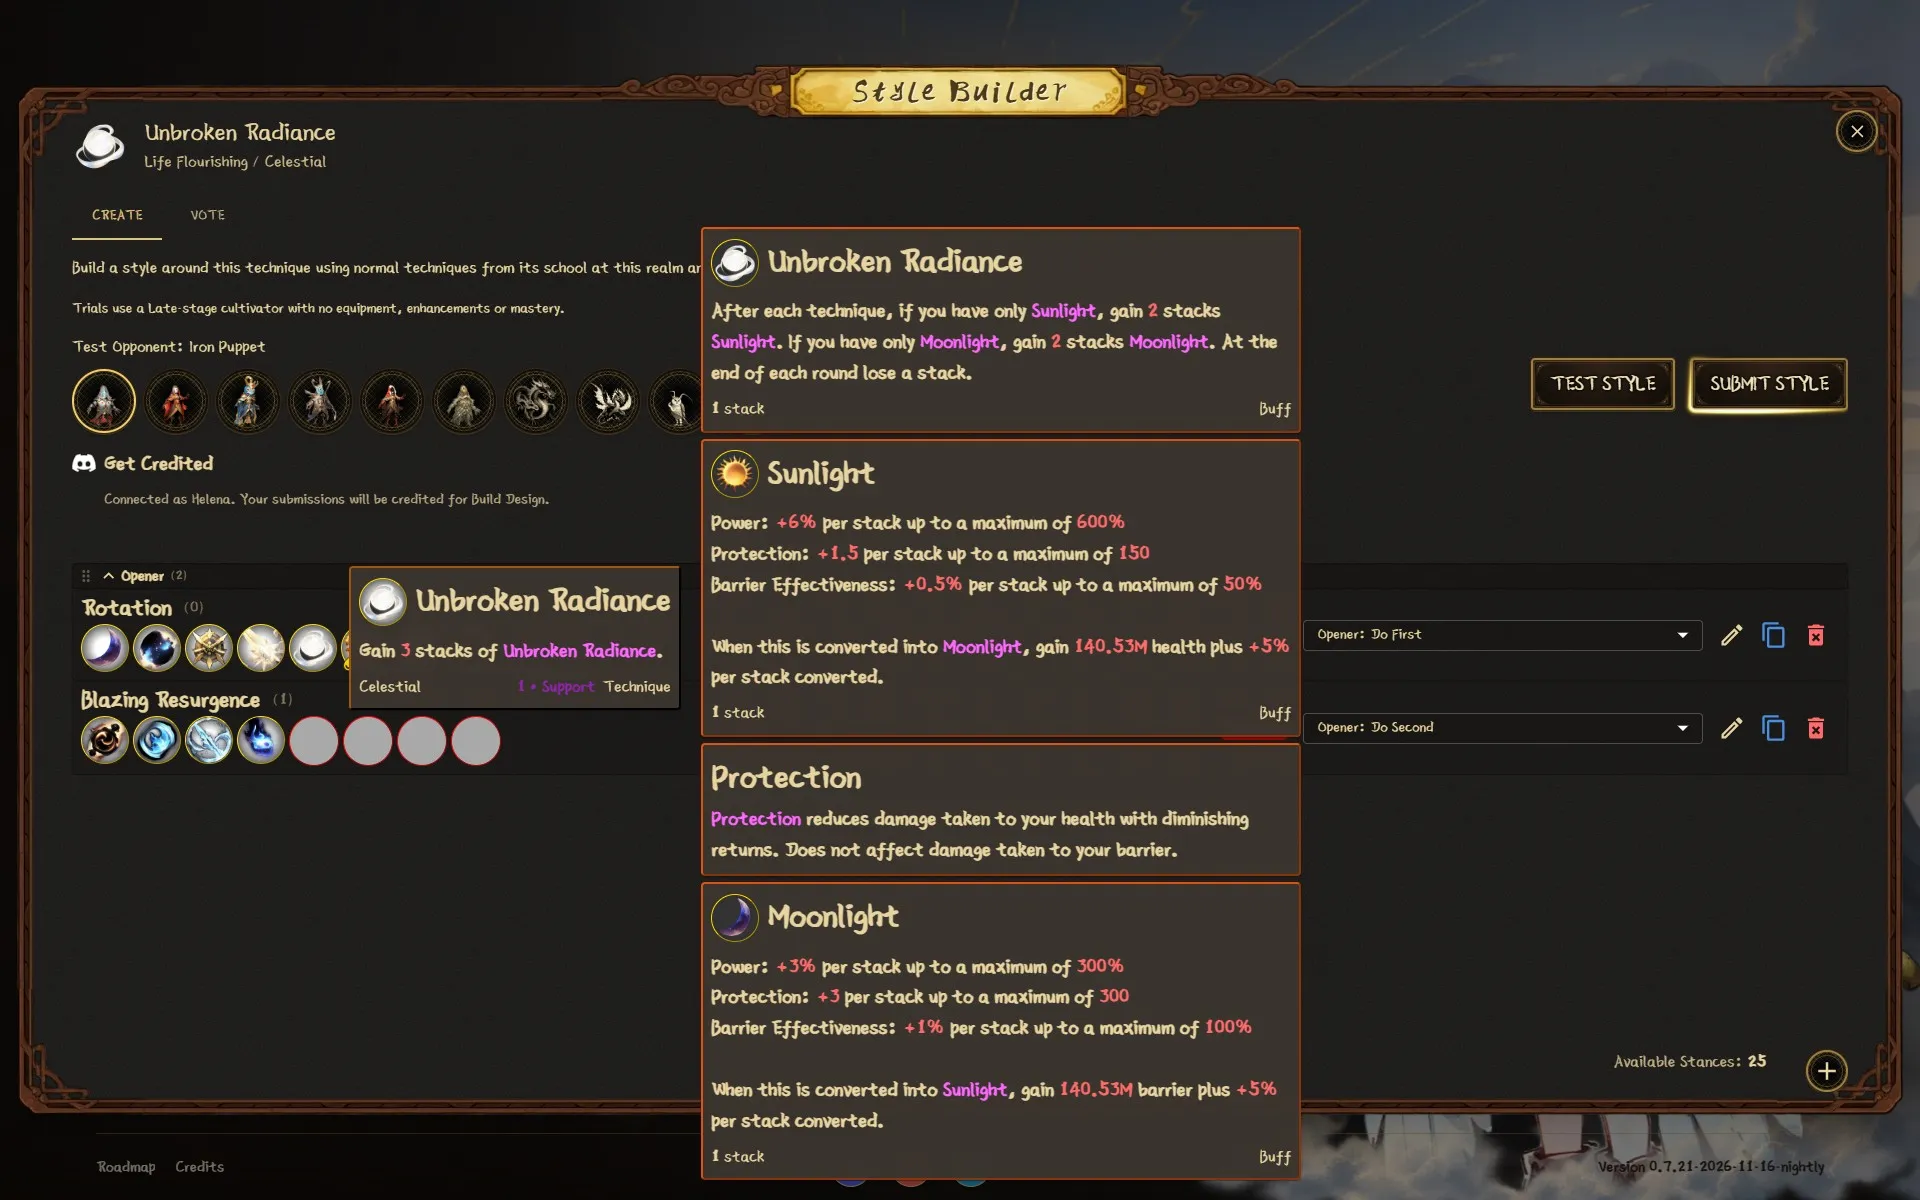 Style Builder
Unbroken Radiance
Life Flourishing / Celestial
CREATE
VOTE
Build a style around this technique using normal techniques from its school at this realm ar
Trials use a Late-stage cultivator with no equipment, enhancements or mastery.
Test Opponent: Iron Puppet
TEST STYLE
SUBMIT STYLE
Get Credited
Connected as Helena. Your submissions will be credited for Build Design.
Opener (2)
Rotation (0)
Opener: Do First
Blazing Resurgence (1)
Opener: Do Second
Unbroken Radiance
Gain 3 stacks of Unbroken Radiance.
Celestial 1 • Support Technique
Unbroken Radiance
After each technique, if you have only Sunlight, gain 2 stacks
Sunlight. If you have only Moonlight, gain 2 stacks Moonlight. At the
end of each round lose a stack.
1 stack Buff
Sunlight
Power: +6% per stack up to a maximum of 600%
Protection: +1.5 per stack up to a maximum of 150
Barrier Effectiveness: +0.5% per stack up to a maximum of 50%
When this is converted into Moonlight, gain 140.53M health plus +5%
per stack converted.
1 stack Buff
Protection
Protection reduces damage taken to your health with diminishing
returns. Does not affect damage taken to your barrier.
Moonlight
Power: +3% per stack up to a maximum of 300%
Protection: +3 per stack up to a maximum of 300
Barrier Effectiveness: +1% per stack up to a maximum of 100%
When this is converted into Sunlight, gain 140.53M barrier plus +5%
per stack converted.
1 stack Buff
Available Stances: 25
Roadmap
Credits
Version 0.7.21-2026-11-16-nightly